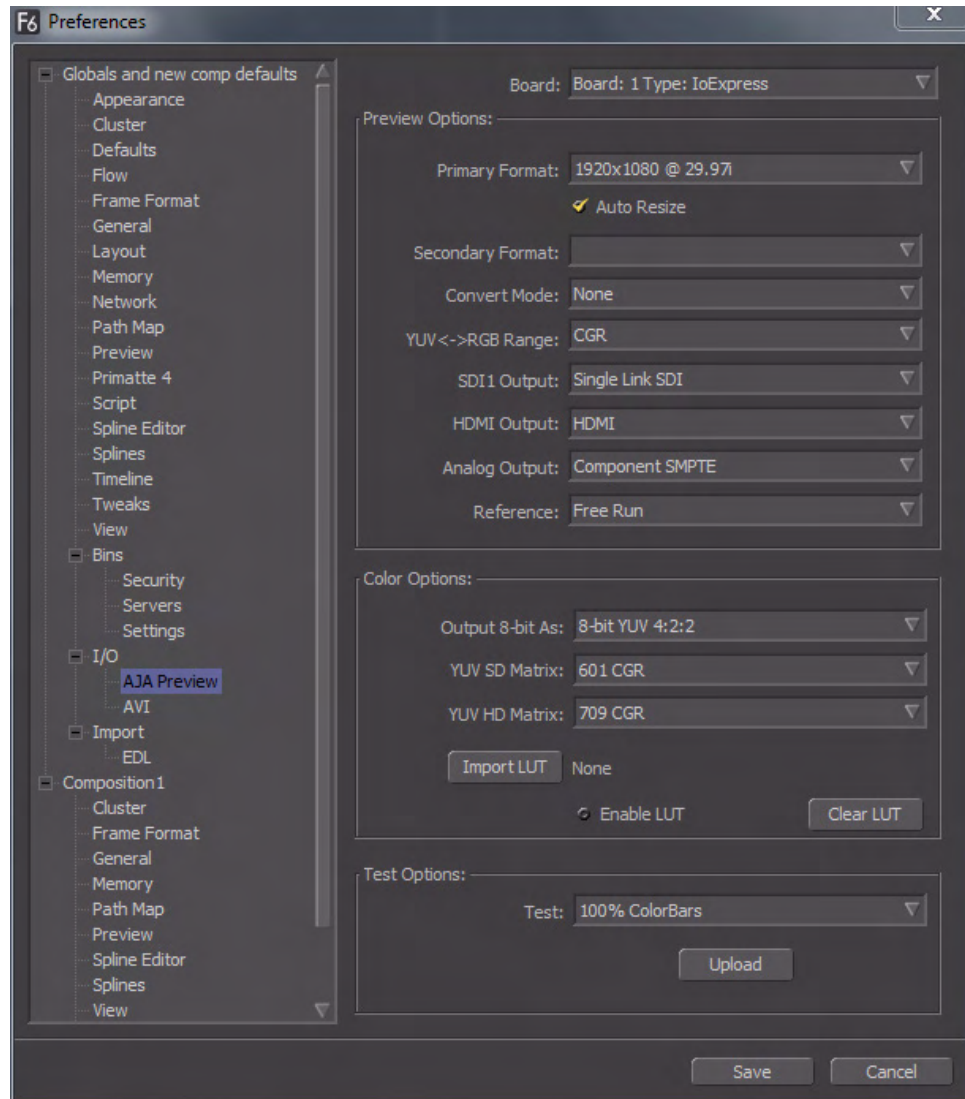 F6 Preferences
X
Globals and new comp defaults
Appearance
Cluster
Defaults
Flow
Frame Format
General
Layout
Memory
Network
Path Map
Preview
Primatte 4
Script
Spline Editor
Splines
Timeline
Tweaks
View
Bins
Security
Servers
Settings
I/O
AJA Preview
AVI
Import
EDL
Composition1
Cluster
Frame Format
General
Memory
Path Map
Preview
Spline Editor
Splines
View
Board: Board: 1 Type: IoExpress
Preview Options:
Primary Format: 1920x1080 @ 29.97i
Auto Resize
Secondary Format:
Convert Mode: None
YUV<->RGB Range: CGR
SDI1 Output: Single Link SDI
HDMI Output: HDMI
Analog Output: Component SMPTE
Reference: Free Run
Color Options:
Output 8-bit As: 8-bit YUV 4:2:2
YUV SD Matrix: 601 CGR
YUV HD Matrix: 709 CGR
Import LUT None
Enable LUT Clear LUT
Test Options:
Test: 100% ColorBars
Upload
Save Cancel